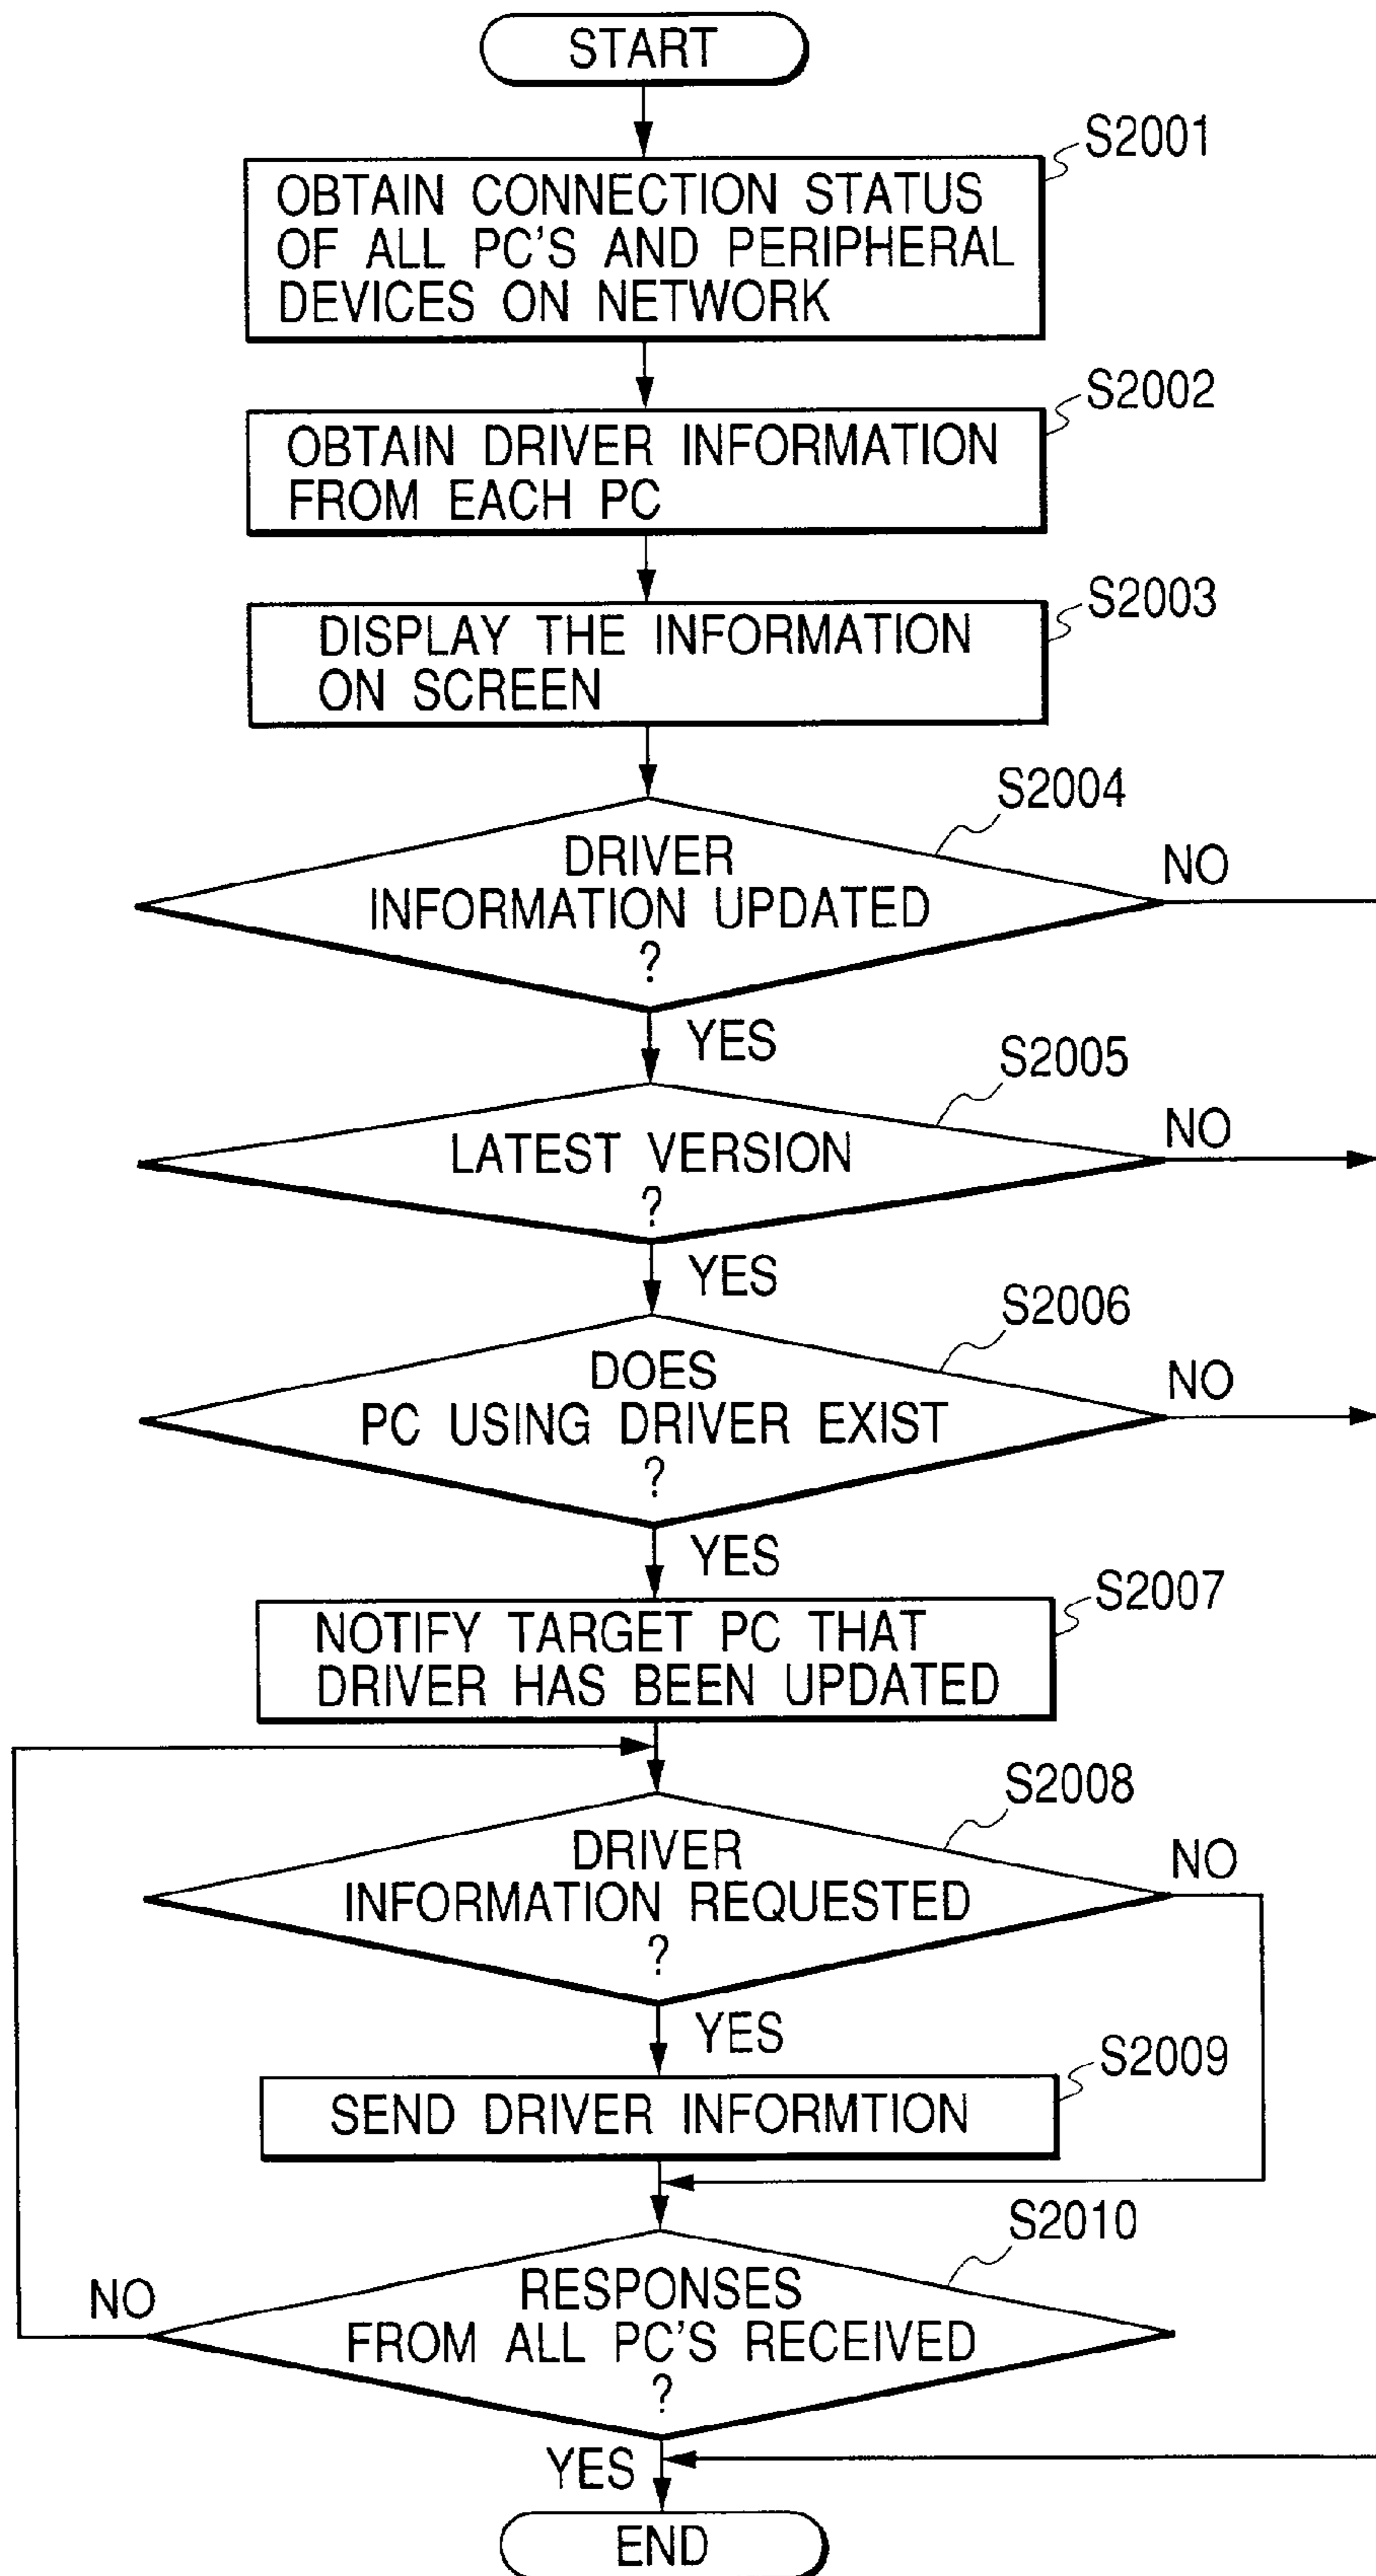 START
S2001
OBTAIN CONNECTION STATUS
OF ALL PC'S AND PERIPHERAL
DEVICES ON NETWORK
S2002
OBTAIN DRIVER INFORMATION
FROM EACH PC
S2003
DISPLAY THE INFORMATION
ON SCREEN
S2004
DRIVER
INFORMATION UPDATED
?
NO
YES
S2005
LATEST VERSION
?
NO
YES
S2006
DOES
PC USING DRIVER EXIST
?
NO
YES
S2007
NOTIFY TARGET PC THAT
DRIVER HAS BEEN UPDATED
S2008
DRIVER
INFORMATION REQUESTED
?
NO
YES
S2009
SEND DRIVER INFORMTION
S2010
RESPONSES
FROM ALL PC'S RECEIVED
?
NO
YES
END